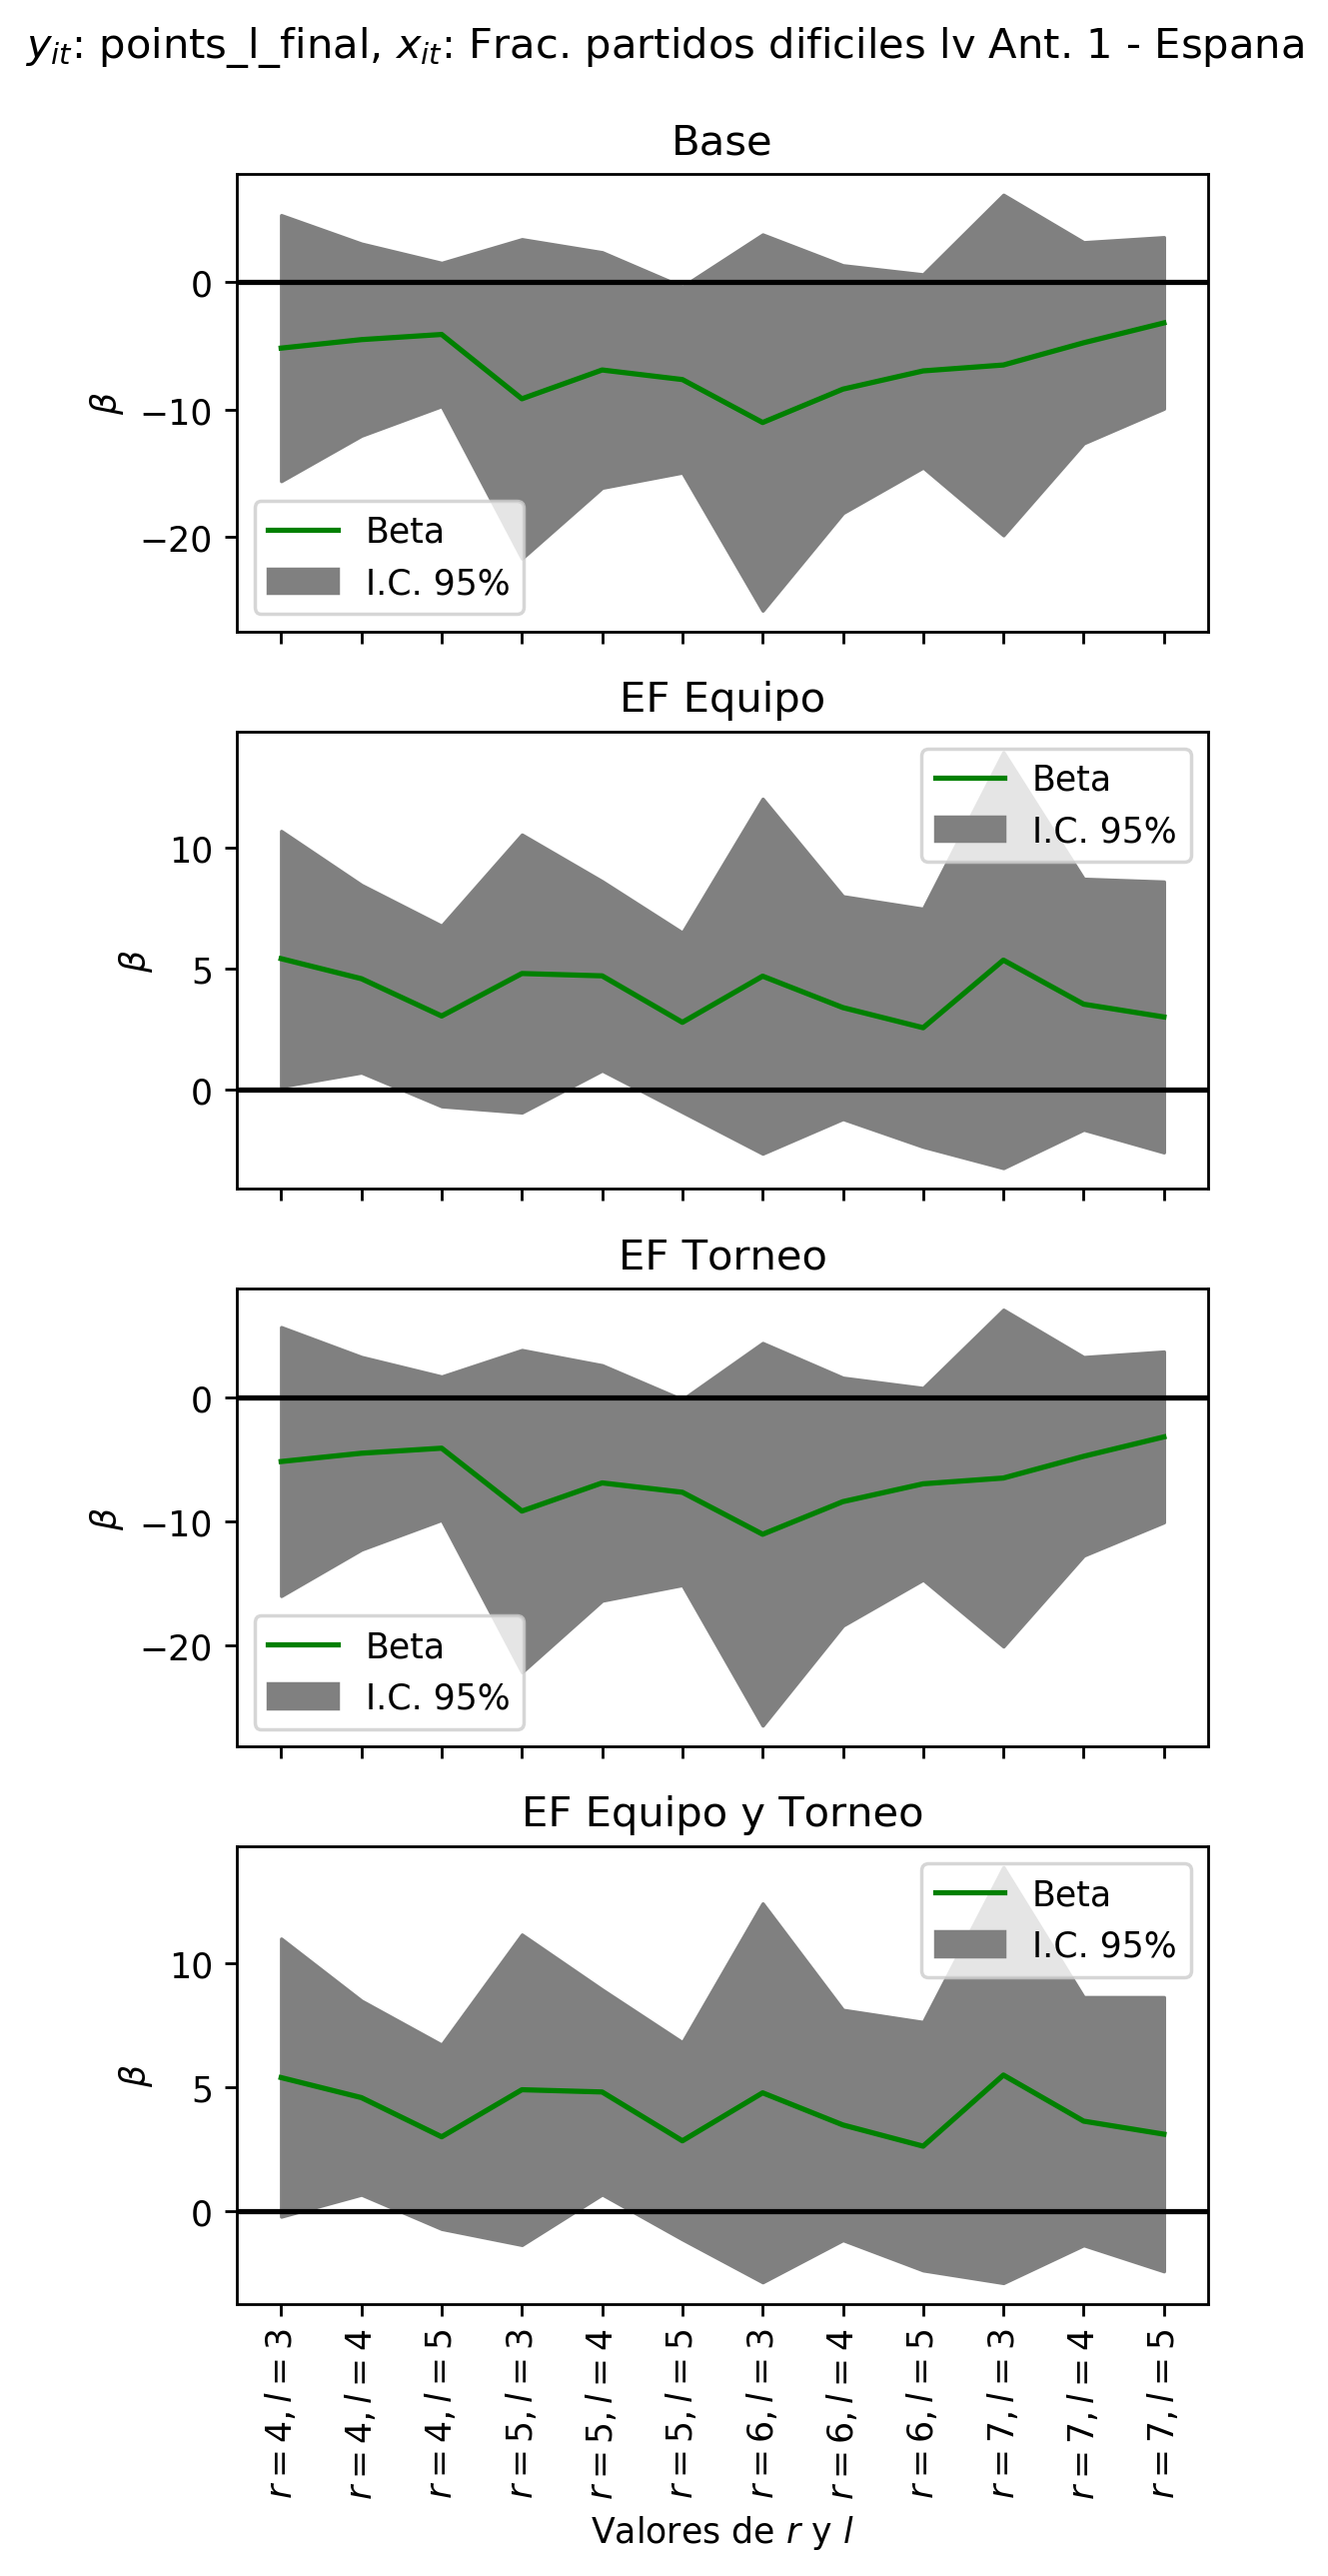 y_it: points_l_final, x_it: Frac. partidos dificiles lv Ant. 1 - Espana
Base
0
−10
−20
β
Beta
I.C. 95%
EF Equipo
10
5
0
β
Beta
I.C. 95%
EF Torneo
0
−10
−20
β
Beta
I.C. 95%
EF Equipo y Torneo
10
5
0
β
Beta
I.C. 95%
r = 4, l = 3
r = 4, l = 4
r = 4, l = 5
r = 5, l = 3
r = 5, l = 4
r = 5, l = 5
r = 6, l = 3
r = 6, l = 4
r = 6, l = 5
r = 7, l = 3
r = 7, l = 4
r = 7, l = 5
Valores de r y l